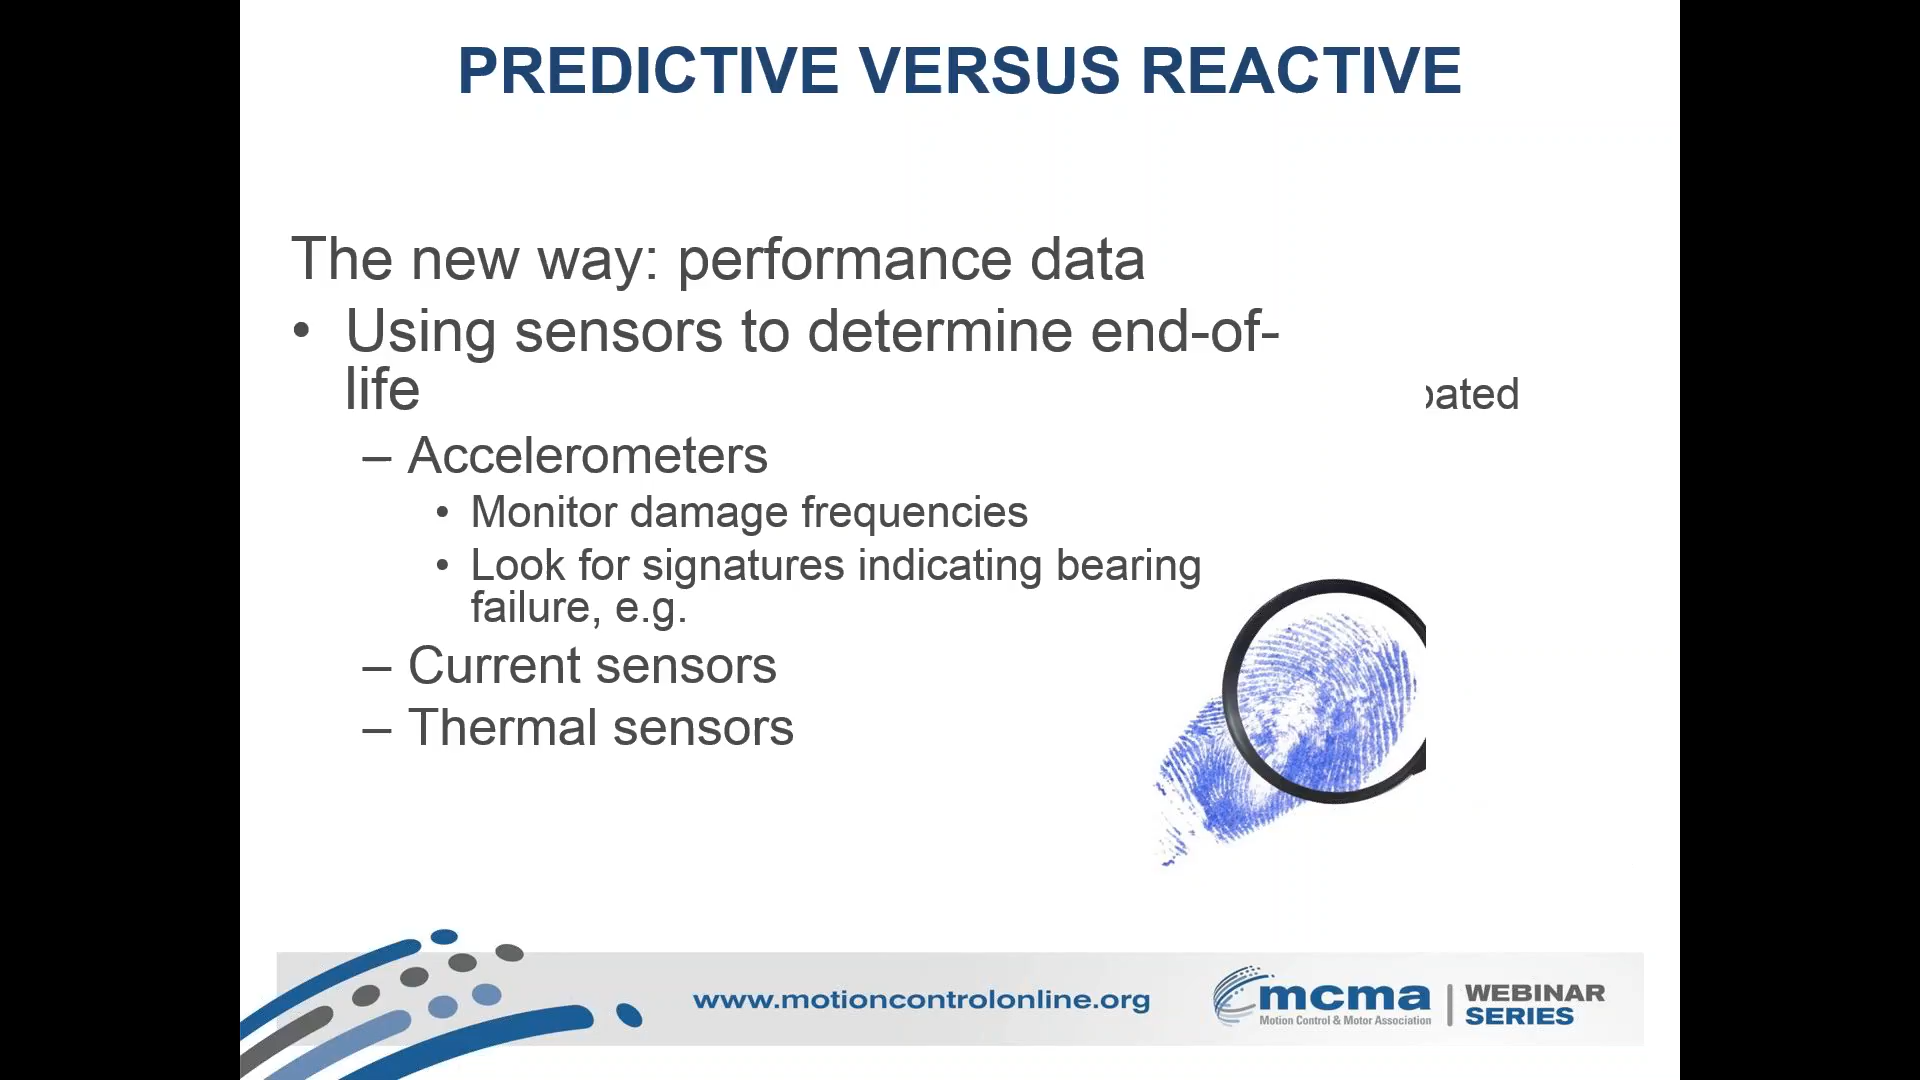 PREDICTIVE VERSUS REACTIVE
The new way: performance data
• Using sensors to determine end-of-
life
– Accelerometers
• Monitor damage frequencies
• Look for signatures indicating bearing
failure, e.g.
– Current sensors
– Thermal sensors
www.motioncontrolonline.org
mcma
Motion Control & Motor Association
WEBINAR
SERIES